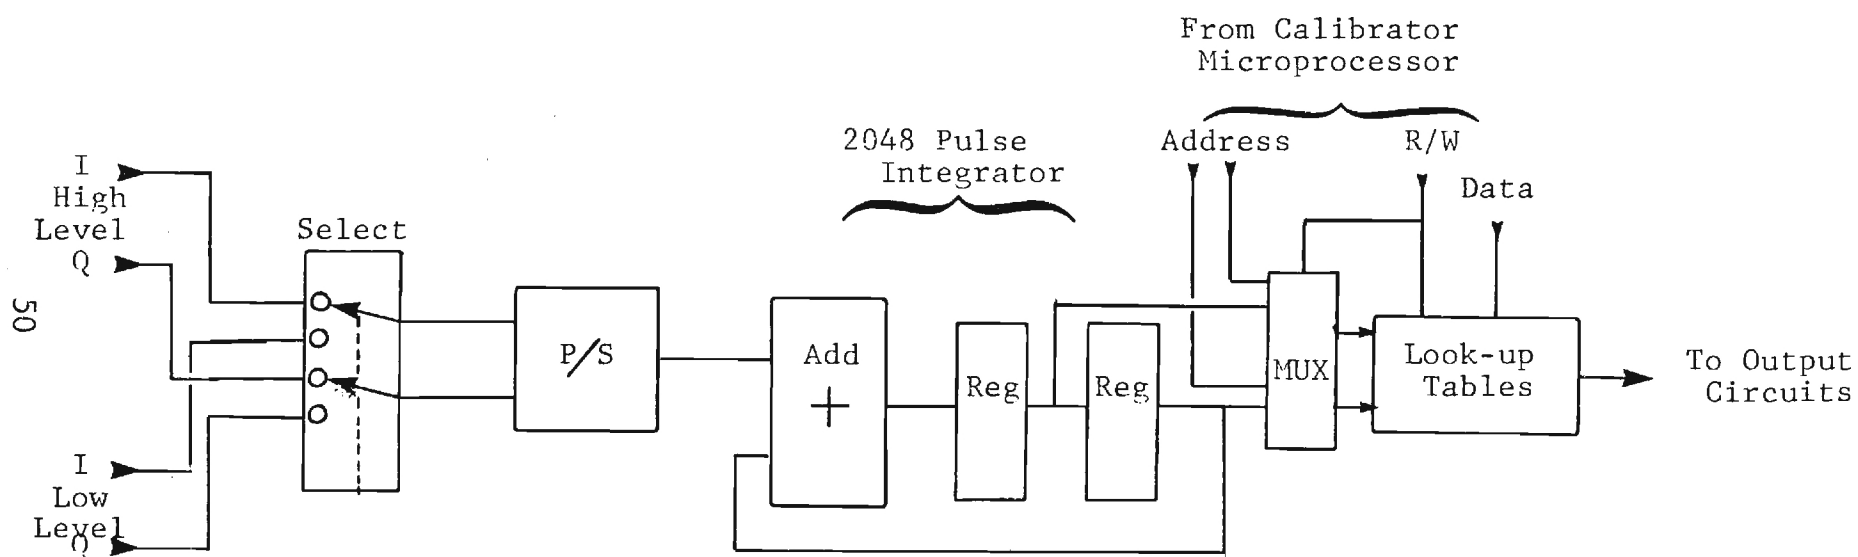 From Calibrator
Microprocessor
2048 Pulse
Integrator
Address
R/W
Data
I
High
Level
Q
Select
50
P/S
Add
+
Reg
Reg
MUX
Look-up
Tables
To Output
Circuits
I
Low
Level
Q